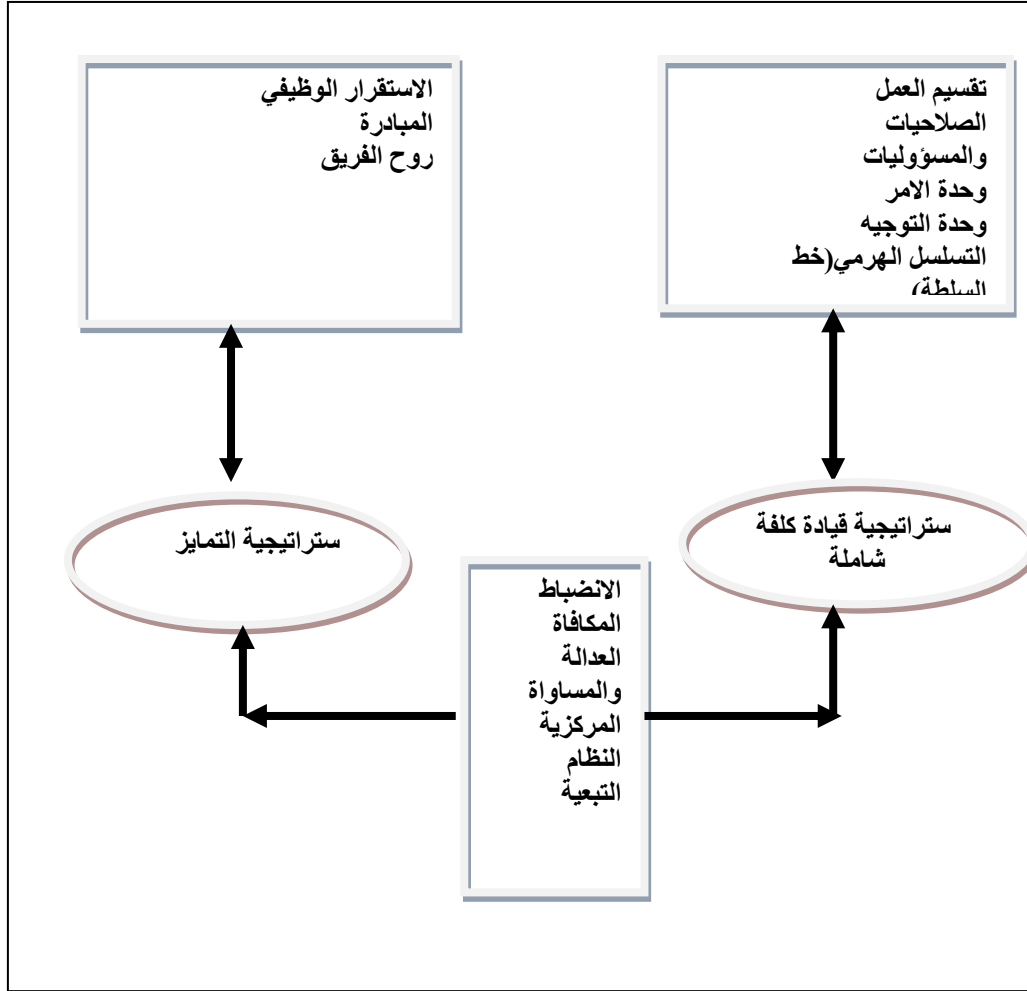 تقسيم العمل
الصلاحيات
والمسؤوليات
وحدة الامر
وحدة التوجيه
التسلسل الهرمي(خط
السلطة)
الاستقرار الوظيفي
المبادرة
روح الفريق
ستراتيجية قيادة كلفة
شاملة
ستراتيجية التمايز
الانضباط
المكافاة
العدالة
والمساواة
المركزية
النظام
التبعية